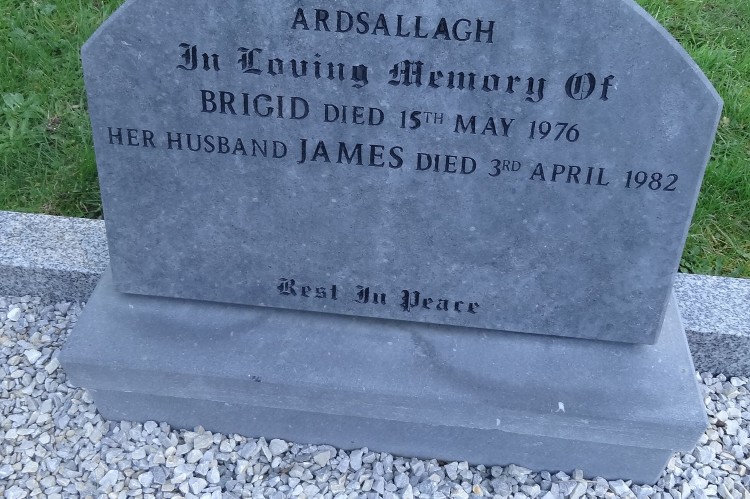 ARDSALLAGH
In Loving Memory Of
BRIGID DIED 15TH MAY 1976
HER HUSBAND JAMES DIED 3RD APRIL 1982
Rest In Peace